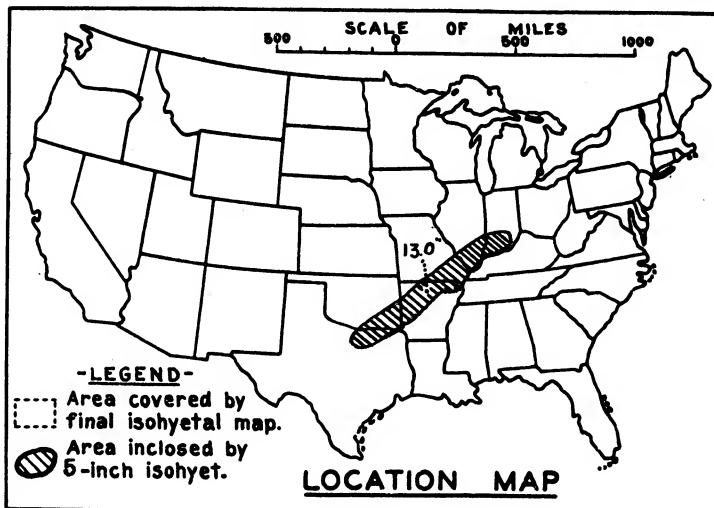 SCALE OF MILES
500 0 500 1000
13.0"
-LEGEND-
Area covered by
final isohyetal map.
Area inclosed by
5-inch isohyet.
LOCATION MAP